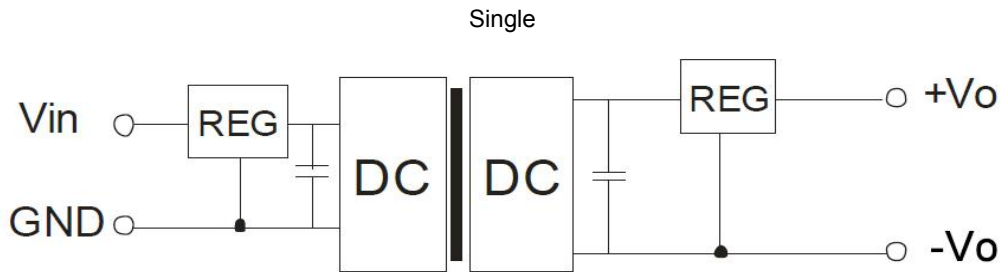 Single
Vin
REG
DC
DC
REG
+Vo
GND
-Vo